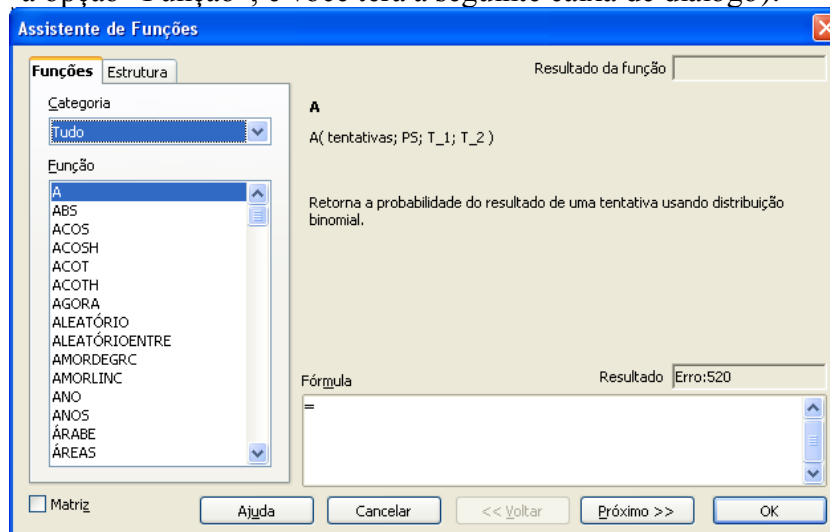 a opção "Função", e você terá a seguinte caixa de diálogo):
Assistente de Funções
Funções Estrutura
Resultado da função
Categoria
Tudo
A
A( tentativas; PS; T_1; T_2 )
Função
A
ABS
ACOS
ACOSH
ACOT
ACOTH
AGORA
ALEATÓRIO
ALEATÓRIOENTRE
AMORDEGRC
AMORLINC
ANO
ANOS
ÁRABE
ÁREAS
Retorna a probabilidade do resultado de uma tentativa usando distribuição
binomial.
Fórmula
Resultado Erro:520
=
Matriz
Ajuda Cancelar << Voltar Próximo >> OK